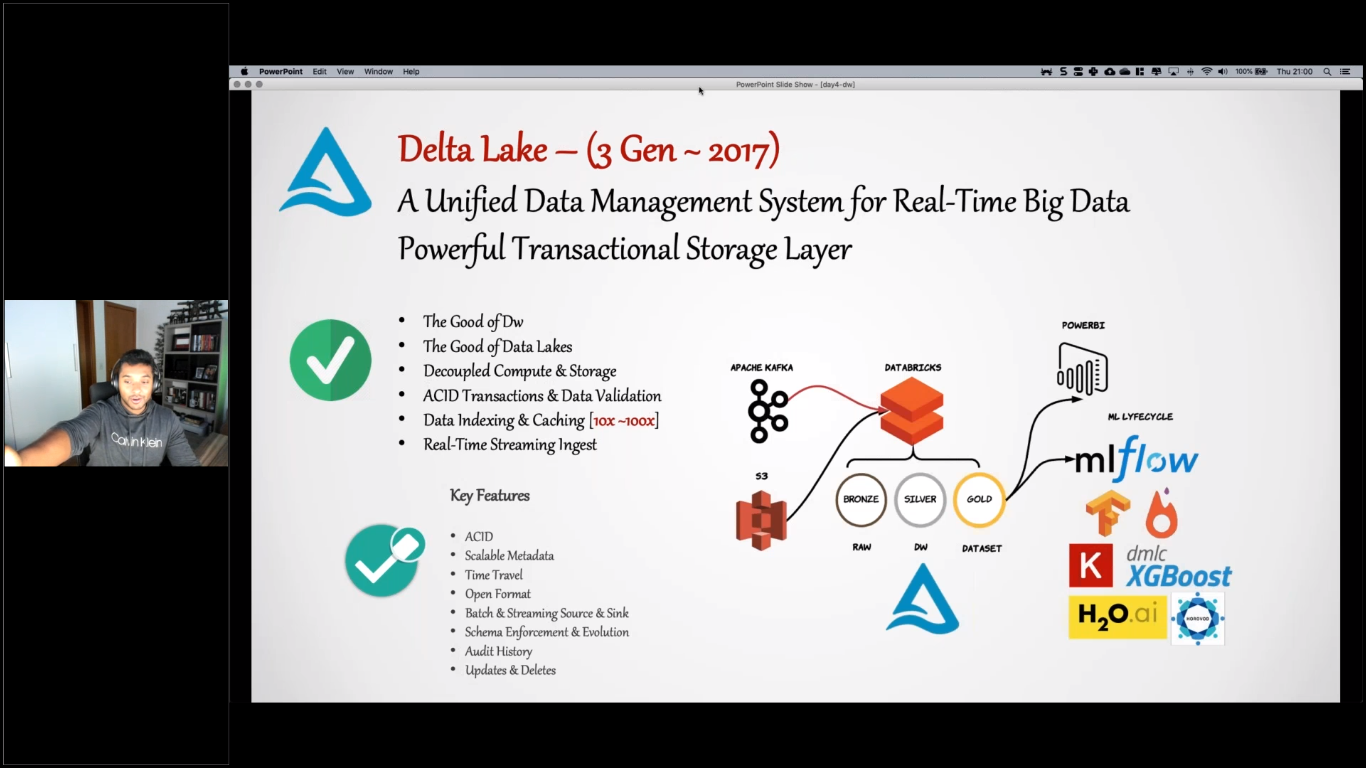 PowerPoint Edit View Window Help
100% Thu 21:00
PowerPoint Slide Show - [day4-dw]
Delta Lake – (3 Gen ~ 2017)
A Unified Data Management System for Real-Time Big Data
Powerful Transactional Storage Layer
• The Good of Dw
• The Good of Data Lakes
• Decoupled Compute & Storage
• ACID Transactions & Data Validation
• Data Indexing & Caching [10x ~100x]
• Real-Time Streaming Ingest
Key Features
• ACID
• Scalable Metadata
• Time Travel
• Open Format
• Batch & Streaming Source & Sink
• Schema Enforcement & Evolution
• Audit History
• Updates & Deletes
APACHE KAFKA
DATABRICKS
S3
BRONZE SILVER GOLD
RAW DW DATASET
POWERBI
ML LYFECYCLE
mlflow
K
dmlc
XGBoost
H2O.ai
HOROVOD
Calvin Klein